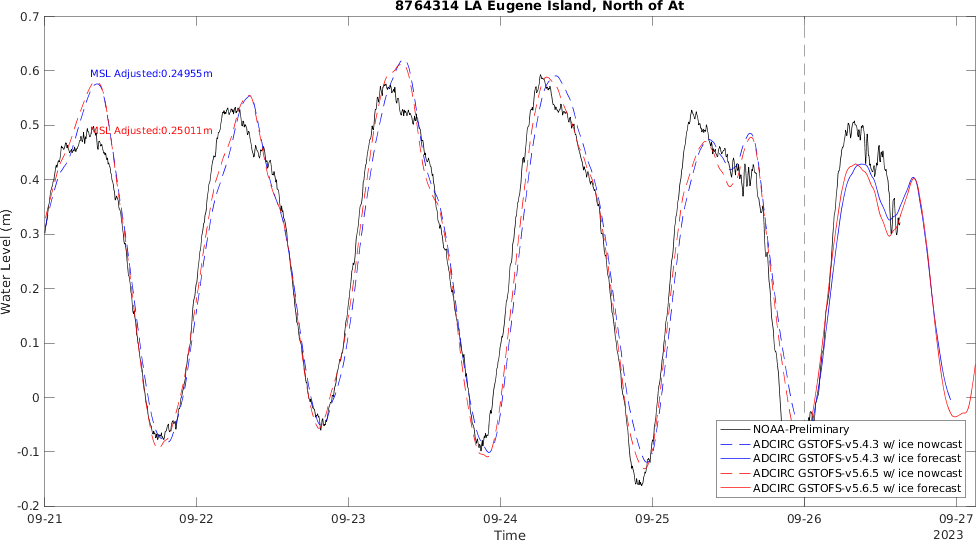 8764314 LA Eugene Island, North of At
0.7
0.6
0.5
0.4
0.3
0.2
0.1
0
-0.1
-0.2
Water Level (m)
MSL Adjusted:0.24955m
MSL Adjusted:0.25011m
NOAA-Preliminary
ADCIRC GSTOFS-v5.4.3 w/ ice nowcast
ADCIRC GSTOFS-v5.4.3 w/ ice forecast
ADCIRC GSTOFS-v5.6.5 w/ ice nowcast
ADCIRC GSTOFS-v5.6.5 w/ ice forecast
09-21 09-22 09-23 09-24 09-25 09-26 09-27
Time
2023